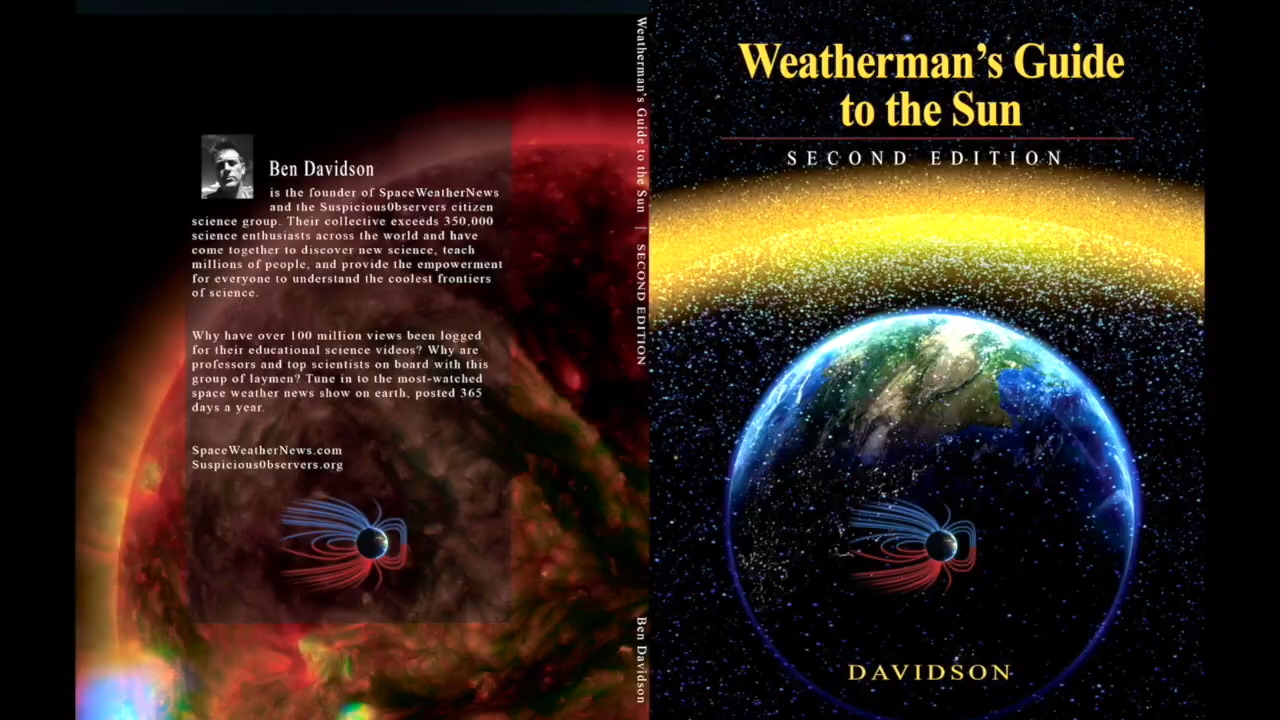 Ben Davidson
is the founder of SpaceWeatherNews
and the Suspicious0bservers citizen
science group. Their collective exceeds 350,000
science enthusiasts across the world and have
come together to discover new science, teach
millions of people, and provide the empowerment
for everyone to understand the coolest frontiers
of science.
Why have over 100 million views been logged
for their educational science videos? Why are
professors and top scientists on board with this
group of laymen? Tune in to the most-watched
space weather news show on earth, posted 365
days a year.
SpaceWeatherNews.com
Suspicious0bservers.org
Weatherman's Guide to the Sun | SECOND EDITION
Ben Davidson
Weatherman's Guide
to the Sun
SECOND EDITION
DAVIDSON